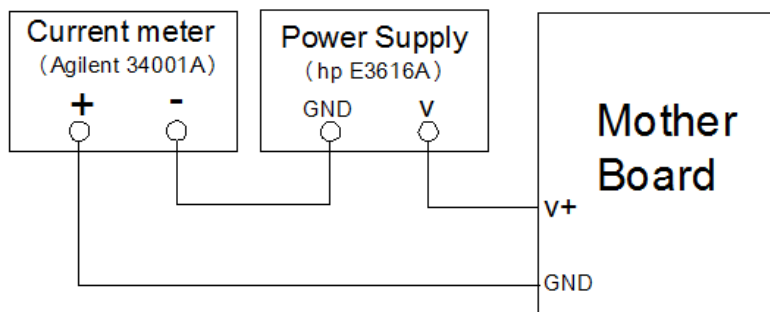 Current meter
（Agilent 34001A）
+ -
Power Supply
（hp E3616A）
GND V
Mother
Board
V+
GND